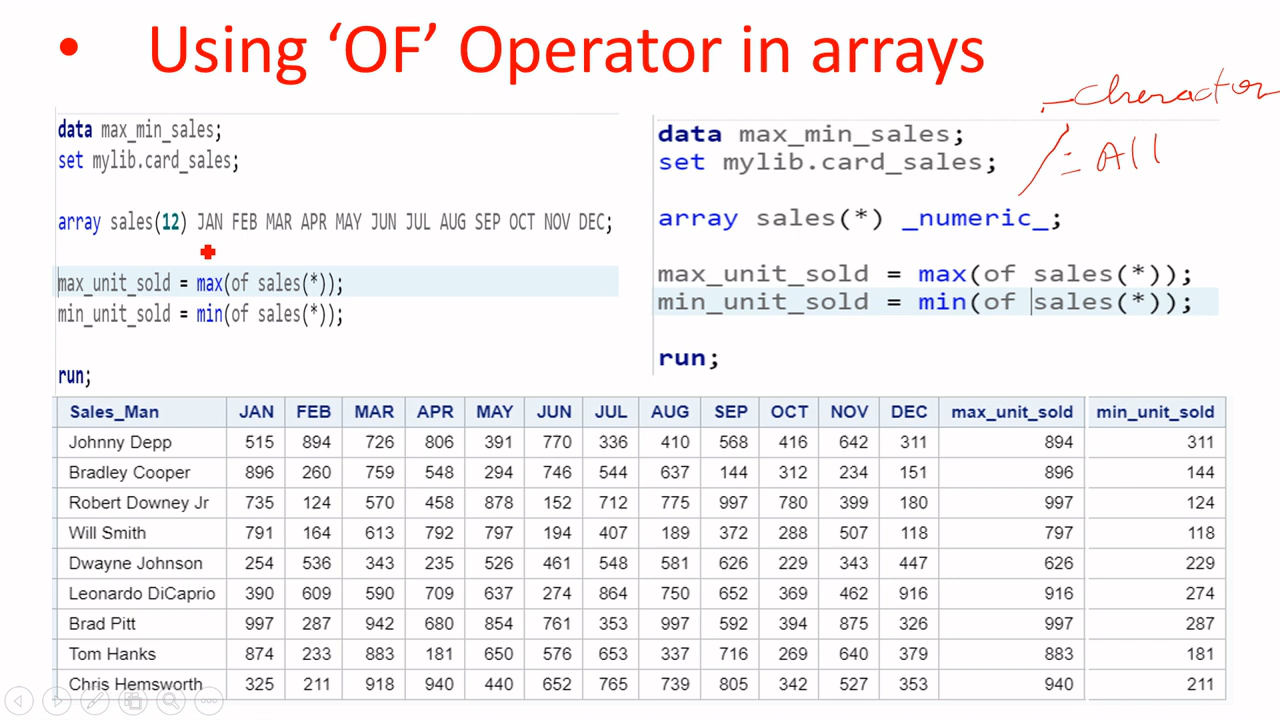 • Using ‘OF’ Operator in arrays
data max_min_sales;
set mylib.card_sales;
array sales(12) JAN FEB MAR APR MAY JUN JUL AUG SEP OCT NOV DEC;
max_unit_sold = max(of sales(*));
min_unit_sold = min(of sales(*));
run;
- Cheractor
= All
data max_min_sales;
set mylib.card_sales;
array sales(*) _numeric_;
max_unit_sold = max(of sales(*));
min_unit_sold = min(of sales(*));
run;
Sales_Man JAN FEB MAR APR MAY JUN JUL AUG SEP OCT NOV DEC max_unit_sold min_unit_sold
Johnny Depp 515 894 726 806 391 770 336 410 568 416 642 311 894 311
Bradley Cooper 896 260 759 548 294 746 544 637 144 312 234 151 896 144
Robert Downey Jr 735 124 570 458 878 152 712 775 997 780 399 180 997 124
Will Smith 791 164 613 792 797 194 407 189 372 288 507 118 797 118
Dwayne Johnson 254 536 343 235 526 461 548 581 626 229 343 447 626 229
Leonardo DiCaprio 390 609 590 709 637 274 864 750 652 369 462 916 916 274
Brad Pitt 997 287 942 680 854 761 353 997 592 394 875 326 997 287
Tom Hanks 874 233 883 181 650 576 653 337 716 269 640 379 883 181
Chris Hemsworth 325 211 918 940 440 652 765 739 805 342 527 353 940 211